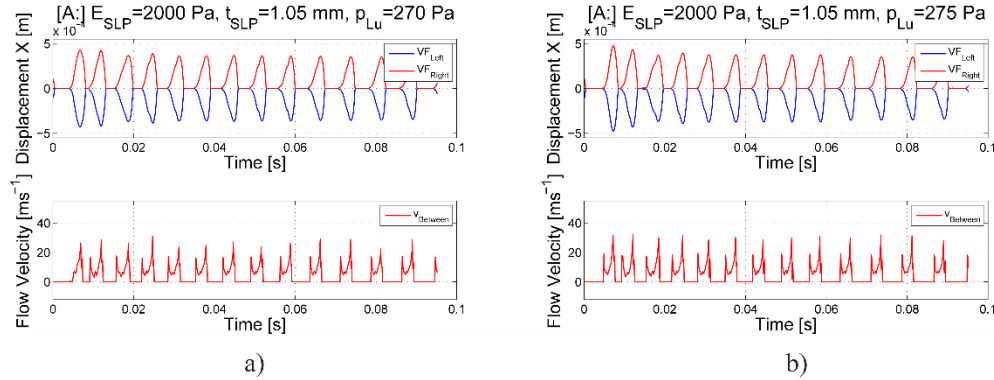 [A:] E_SLP=2000 Pa, t_SLP=1.05 mm, p_Lu=270 Pa
x 10^-4
5
0
−5
Displacement X [m]
VF_Left
VF_Right
0 0.02 0.04 0.06 0.08 0.1
Time [s]
40
20
0
Flow Velocity [ms^−1]
v_Between
0 0.02 0.04 0.06 0.08 0.1
Time [s]
a)
[A:] E_SLP=2000 Pa, t_SLP=1.05 mm, p_Lu=275 Pa
x 10^-4
5
0
−5
Displacement X [m]
VF_Left
VF_Right
0 0.02 0.04 0.06 0.08 0.1
Time [s]
40
20
0
Flow Velocity [ms^−1]
v_Between
0 0.02 0.04 0.06 0.08 0.1
Time [s]
b)